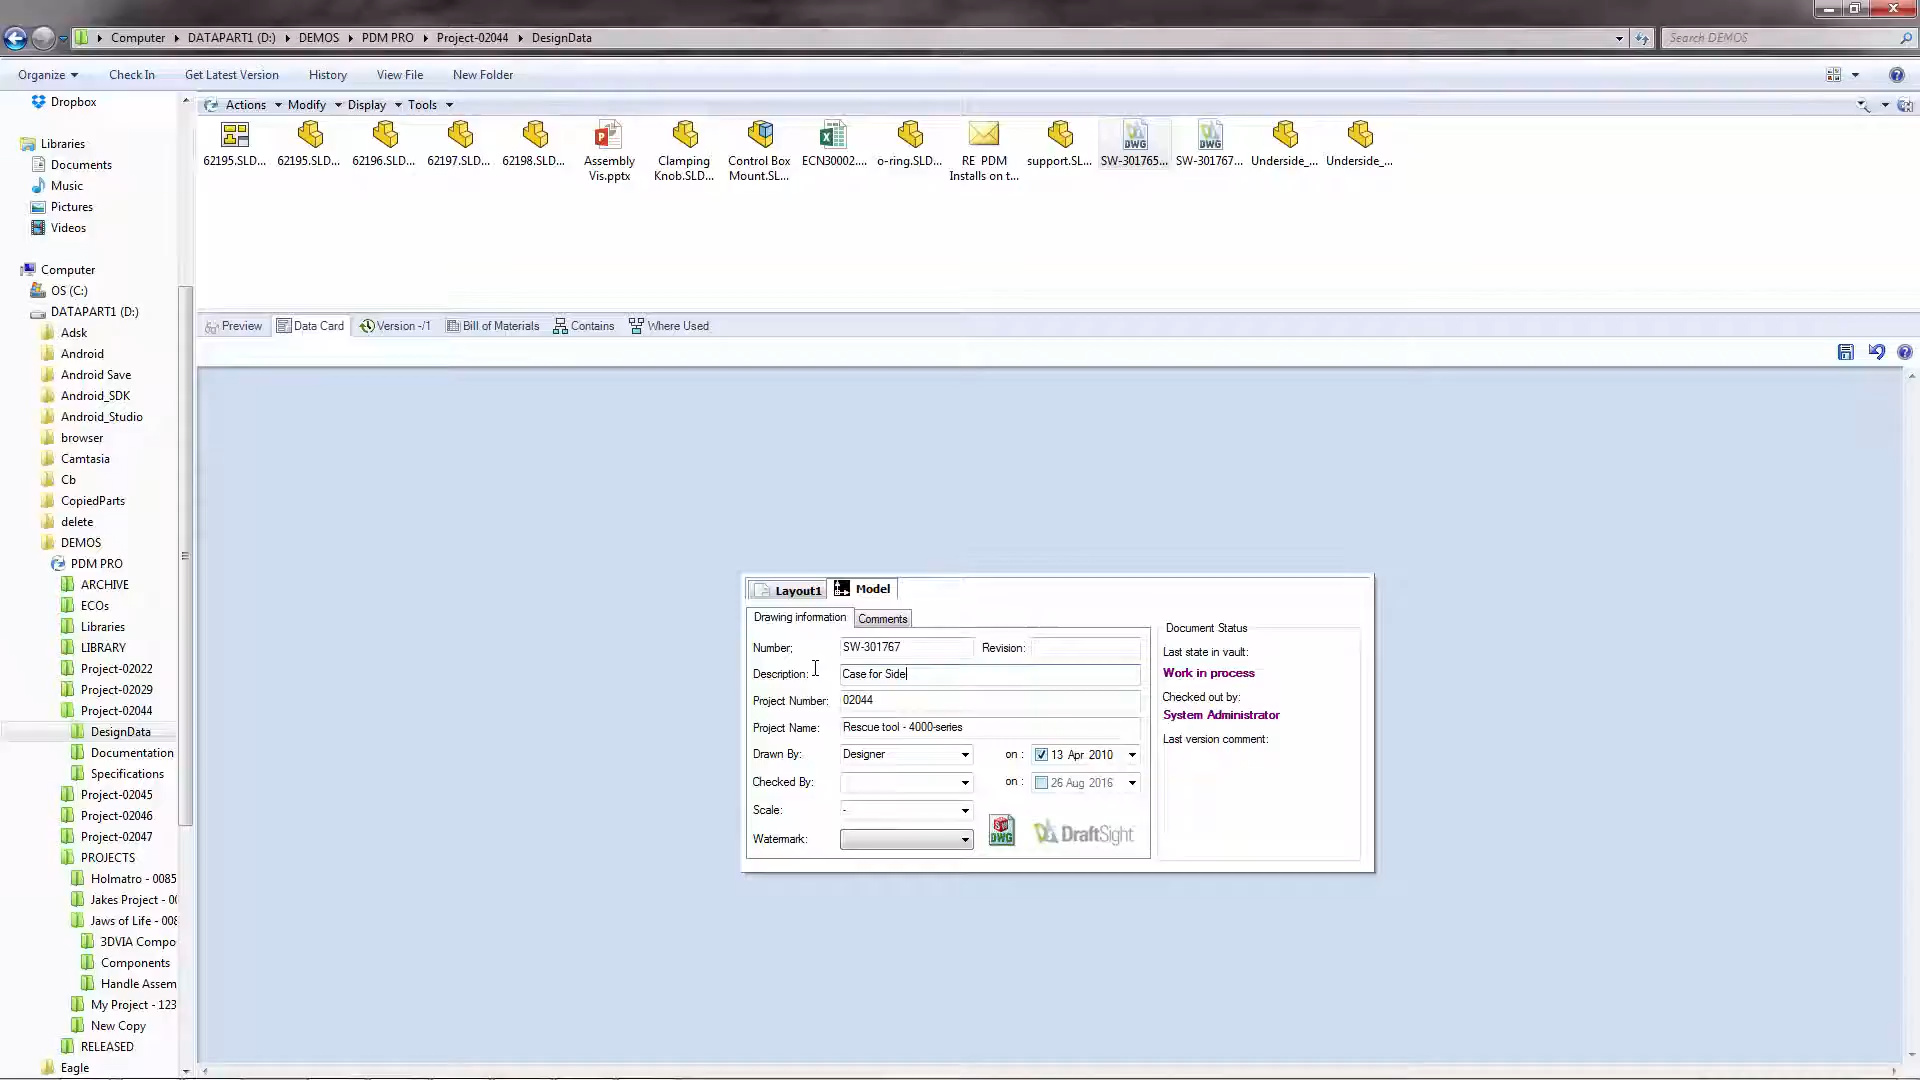 Computer DATAPART1 (D:) DEMOS PDM PRO Project-02044 DesignData
Search DEMOS
Organize Check In Get Latest Version History View File New Folder
Actions Modify Display Tools
62195.SLD...
62195.SLD...
62196.SLD...
62197.SLD...
62198.SLD...
Assembly
Vis.pptx
Clamping
Knob.SLD...
Control Box
Mount.SL...
ECN30002....
o-ring.SLD...
RE PDM
Installs on t...
support.SL...
SW-301765...
SW-301767...
Underside_...
Underside_...
DWG
DWG
Dropbox
Libraries
Documents
Music
Pictures
Videos
Computer
OS (C:)
DATAPART1 (D:)
Adsk
Android
Android Save
Android_SDK
Android_Studio
browser
Camtasia
Cb
CopiedParts
delete
DEMOS
PDM PRO
ARCHIVE
ECOs
Libraries
LIBRARY
Project-02022
Project-02029
Project-02044
DesignData
Documentation
Specifications
Project-02045
Project-02046
Project-02047
PROJECTS
Holmatro - 0085
Jakes Project - 00
Jaws of Life - 008
3DVIA Compo
Components
Handle Assem
My Project - 123
New Copy
RELEASED
Eagle
Preview Data Card Version -/1 Bill of Materials Contains Where Used
Layout1 Model
Drawing information Comments
Number; SW-301767 Revision:
Description: Case for Side
Project Number: 02044
Project Name: Rescue tool - 4000-series
Drawn By: Designer on : 13 Apr 2010
Checked By: on : 26 Aug 2016
Scale: -
Watermark:
SW
DWG
DraftSight
Document Status
Last state in vault:
Work in process
Checked out by:
System Administrator
Last version comment: